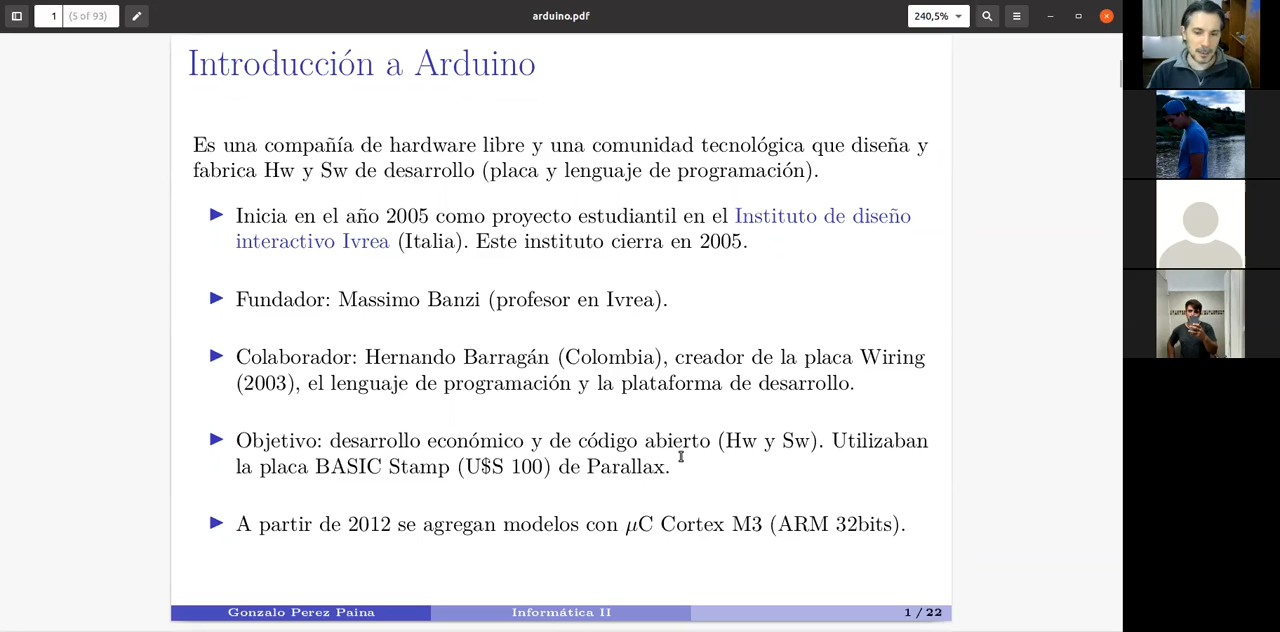 1 (5 of 93) arduino.pdf 240,5%
Introducción a Arduino
Es una compañía de hardware libre y una comunidad tecnológica que diseña y
fabrica Hw y Sw de desarrollo (placa y lenguaje de programación).
▶ Inicia en el año 2005 como proyecto estudiantil en el Instituto de diseño
interactivo Ivrea (Italia). Este instituto cierra en 2005.
▶ Fundador: Massimo Banzi (profesor en Ivrea).
▶ Colaborador: Hernando Barragán (Colombia), creador de la placa Wiring
(2003), el lenguaje de programación y la plataforma de desarrollo.
▶ Objetivo: desarrollo económico y de código abierto (Hw y Sw). Utilizaban
la placa BASIC Stamp (U$S 100) de Parallax.
▶ A partir de 2012 se agregan modelos con μC Cortex M3 (ARM 32bits).
Gonzalo Perez Paina Informática II 1 / 22